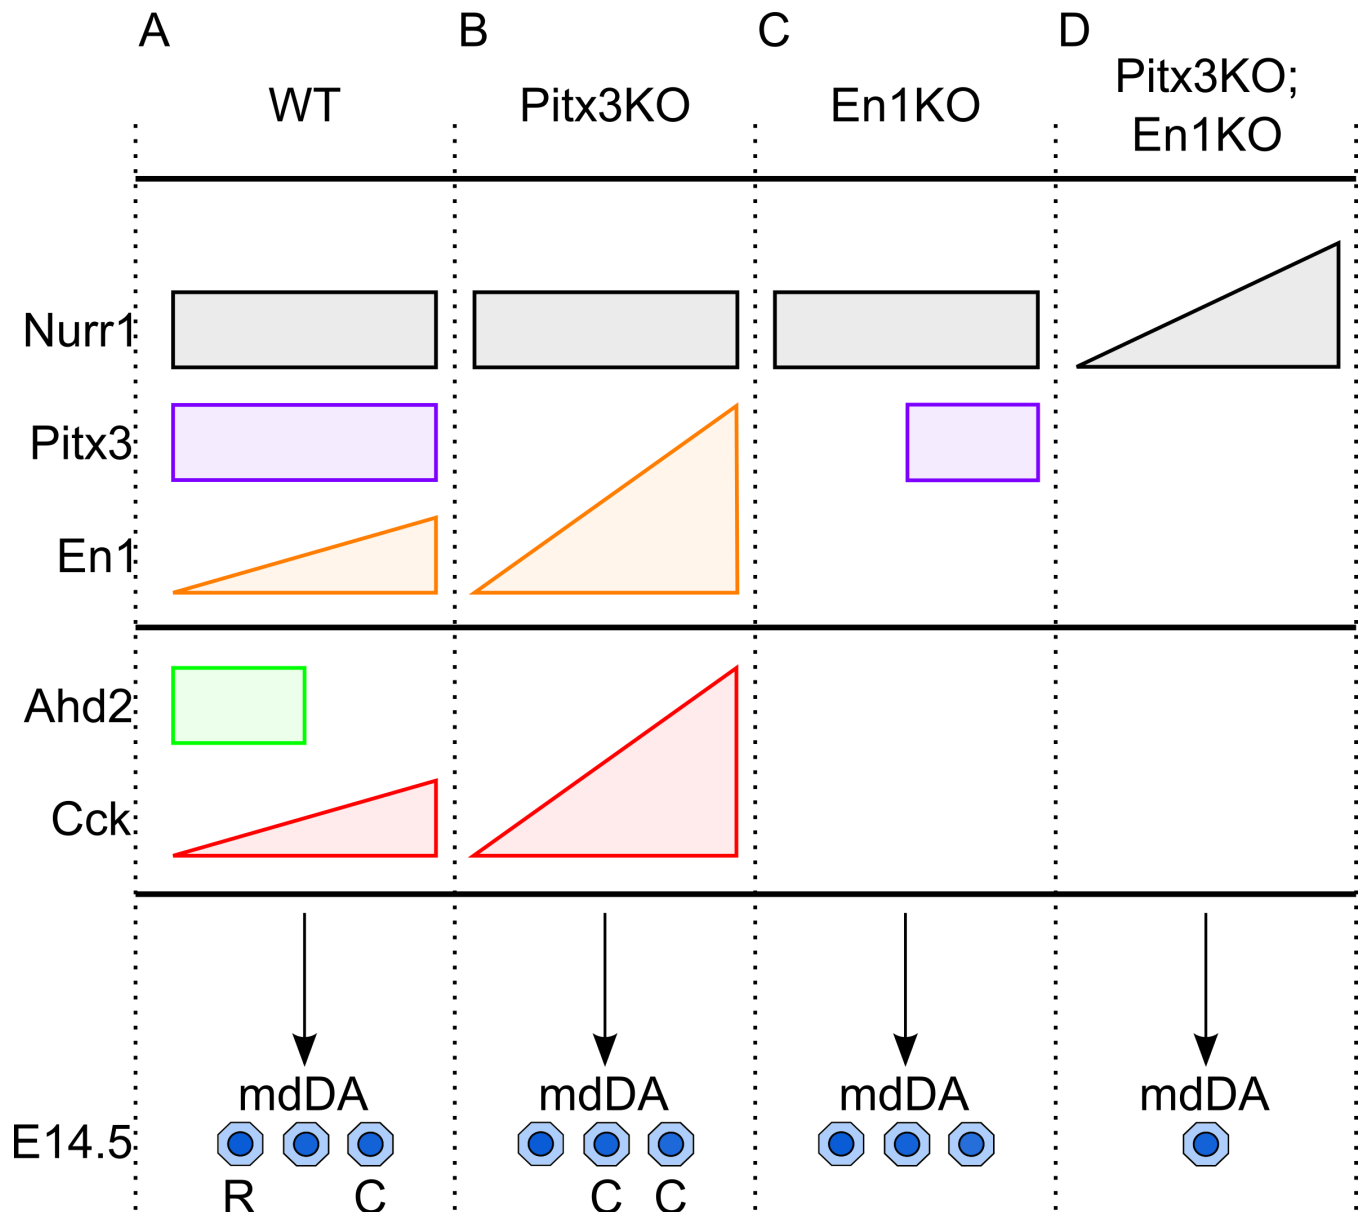 A B C D
WT Pitx3KO En1KO Pitx3KO;
En1KO
Nurr1
Pitx3
En1
Ahd2
Cck
mdDA mdDA mdDA mdDA
E14.5
R C C C